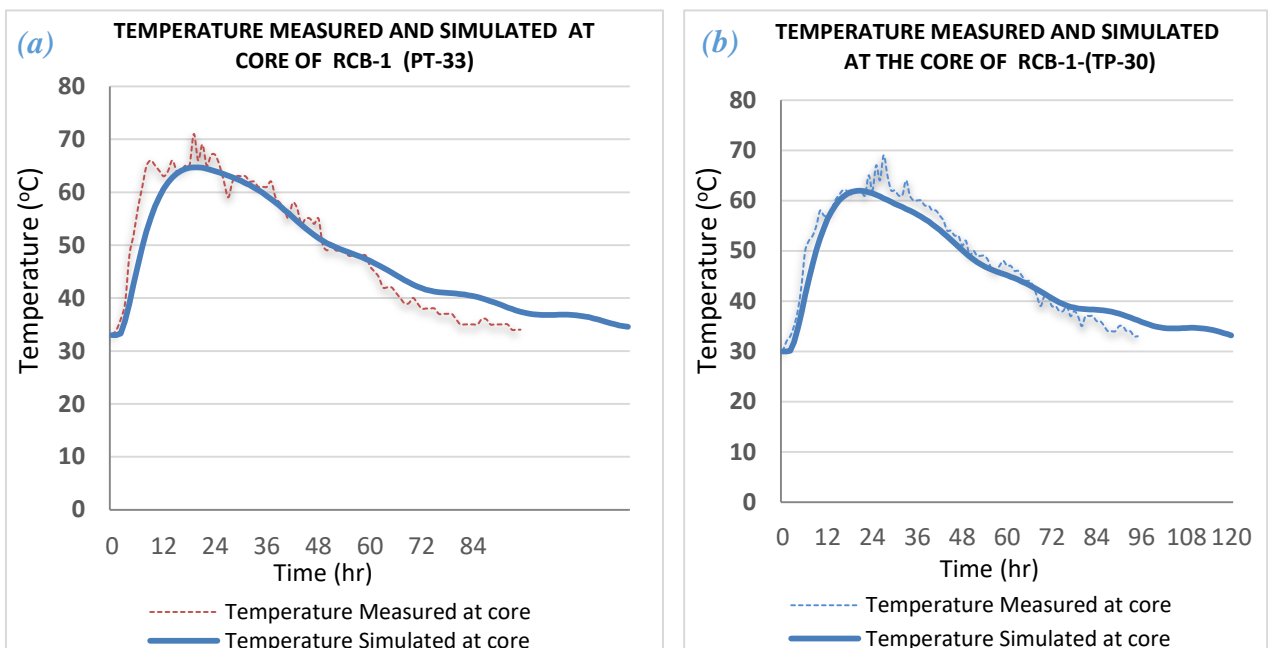 (a)
TEMPERATURE MEASURED AND SIMULATED AT
CORE OF RCB-1 (PT-33)
80
70
60
50
40
30
20
10
0
Temperature (oC)
0 12 24 36 48 60 72 84
Time (hr)
Temperature Measured at core
Temperature Simulated at core
(b)
TEMPERATURE MEASURED AND SIMULATED
AT THE CORE OF RCB-1-(TP-30)
80
70
60
50
40
30
20
10
0
Temperature (oC)
0 12 24 36 48 60 72 84 96 108 120
Time (hr)
Temperature Measured at core
Temperature Simulated at core